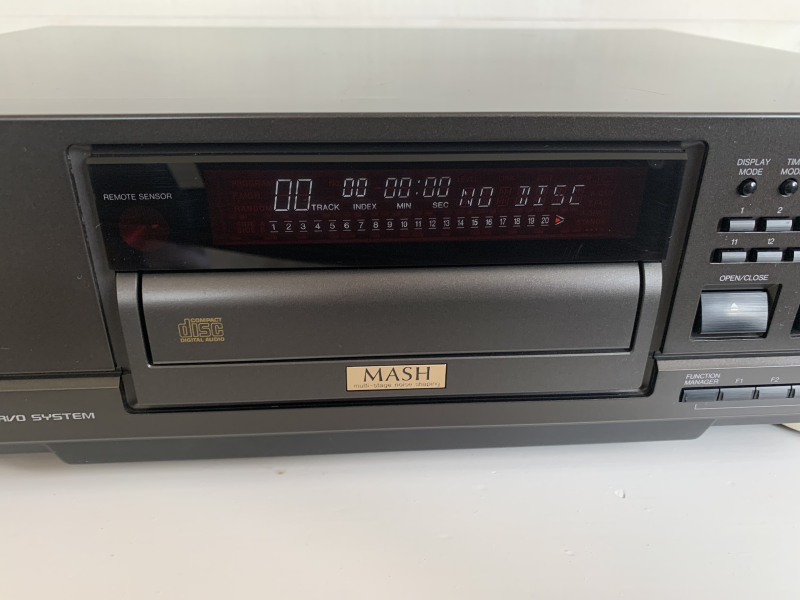 REMOTE SENSOR
00 TRACK 00 INDEX 00:00 MIN SEC NO DISC
1 2 3 4 5 6 7 8 9 10 11 12 13 14 15 16 17 18 19 20
COMPACT
disc
DIGITAL AUDIO
MASH
multi-stage noise shaping
SYSTEM
DISPLAY
MODE
1 2
11 12
OPEN/CLOSE
FUNCTION
MANAGER F1 F2